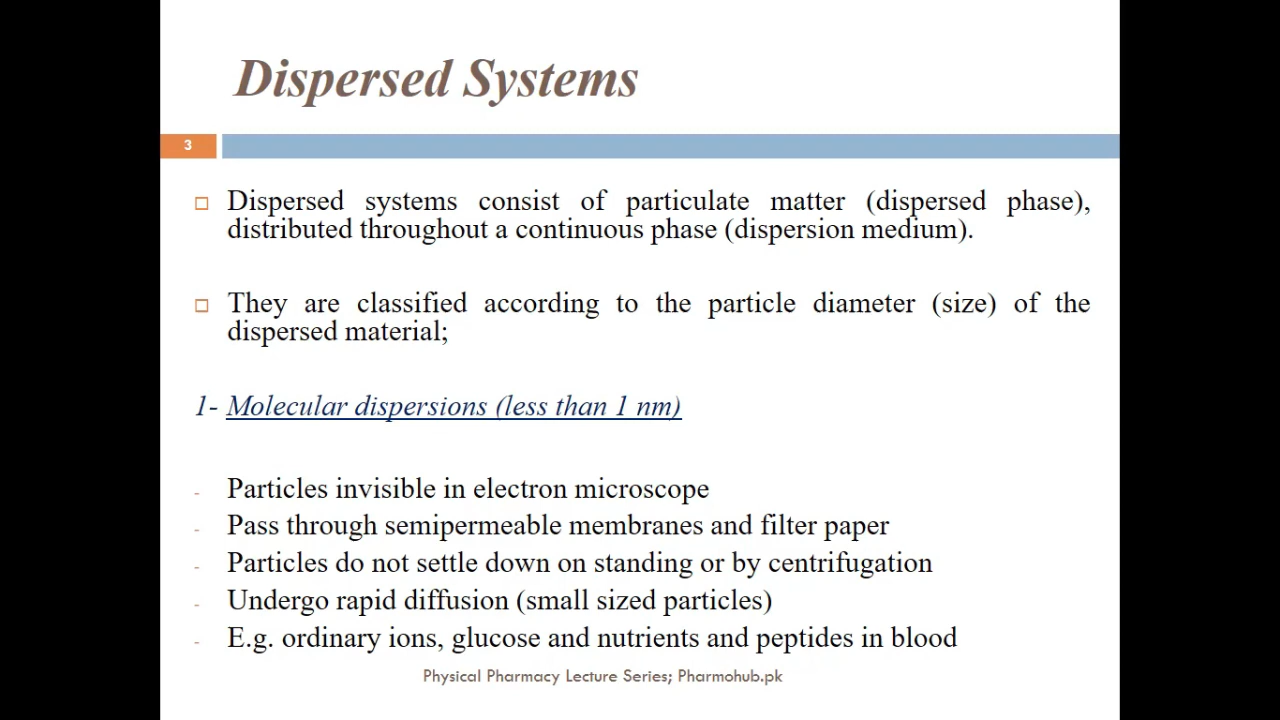 Dispersed Systems
3
Dispersed systems consist of particulate matter (dispersed phase),
distributed throughout a continuous phase (dispersion medium).
They are classified according to the particle diameter (size) of the
dispersed material;
1- Molecular dispersions (less than 1 nm)
- Particles invisible in electron microscope
- Pass through semipermeable membranes and filter paper
- Particles do not settle down on standing or by centrifugation
- Undergo rapid diffusion (small sized particles)
- E.g. ordinary ions, glucose and nutrients and peptides in blood
Physical Pharmacy Lecture Series; Pharmohub.pk